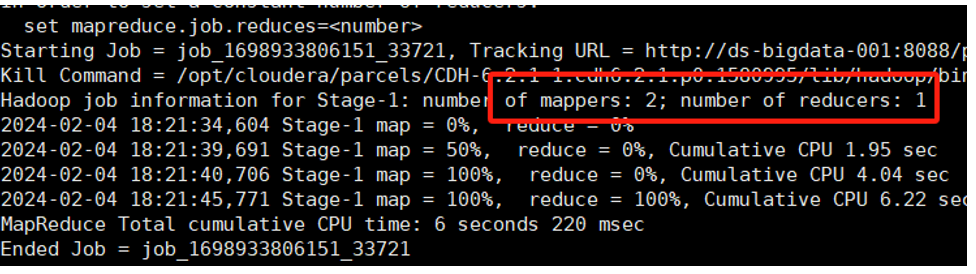 In order to set a constant number of reducers:
  set mapreduce.job.reduces=<number>
Starting Job = job_1698933806151_33721, Tracking URL = http://ds-bigdata-001:8088/p
Kill Command = /opt/cloudera/parcels/CDH-6.2.1-1.cdh6.2.1.p0.1580995/lib/hadoop/bin
Hadoop job information for Stage-1: number of mappers: 2; number of reducers: 1
2024-02-04 18:21:34,604 Stage-1 map = 0%,  reduce = 0%
2024-02-04 18:21:39,691 Stage-1 map = 50%,  reduce = 0%, Cumulative CPU 1.95 sec
2024-02-04 18:21:40,706 Stage-1 map = 100%,  reduce = 0%, Cumulative CPU 4.04 sec
2024-02-04 18:21:45,771 Stage-1 map = 100%,  reduce = 100%, Cumulative CPU 6.22 sec
MapReduce Total cumulative CPU time: 6 seconds 220 msec
Ended Job = job_1698933806151_33721